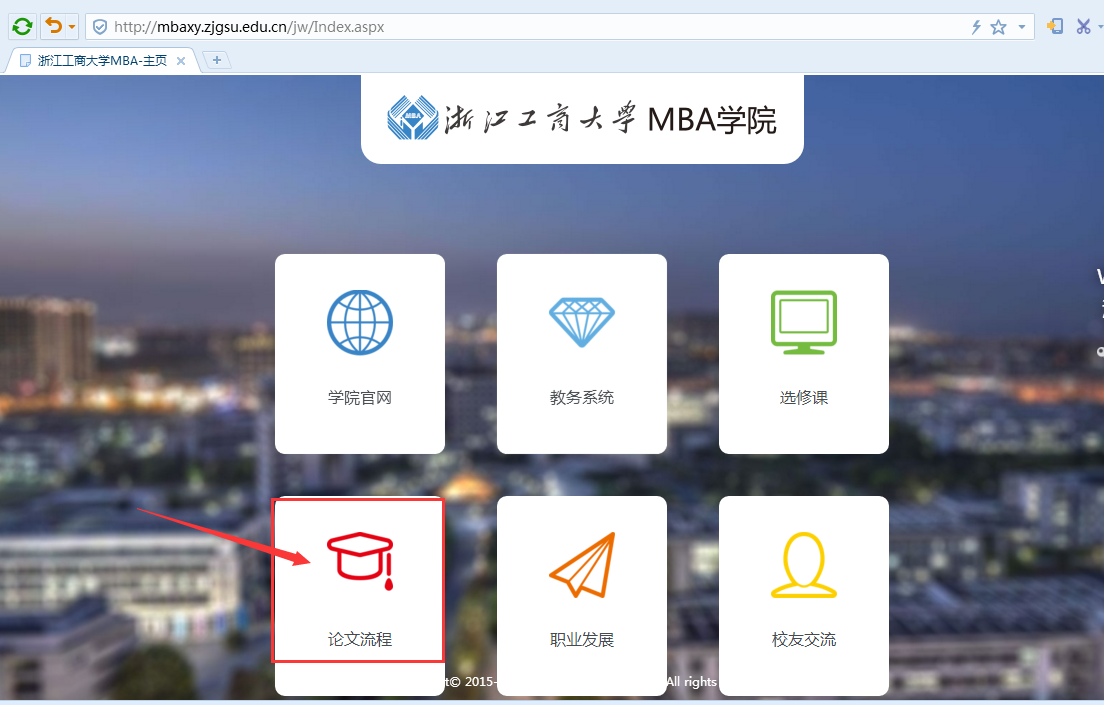 http://mbaxy.zjgsu.edu.cn/jw/Index.aspx
浙江工商大学MBA-主页
MBA
浙江工商大学 MBA学院
学院官网
教务系统
选修课
论文流程
职业发展
校友交流
t© 2015-
All rights